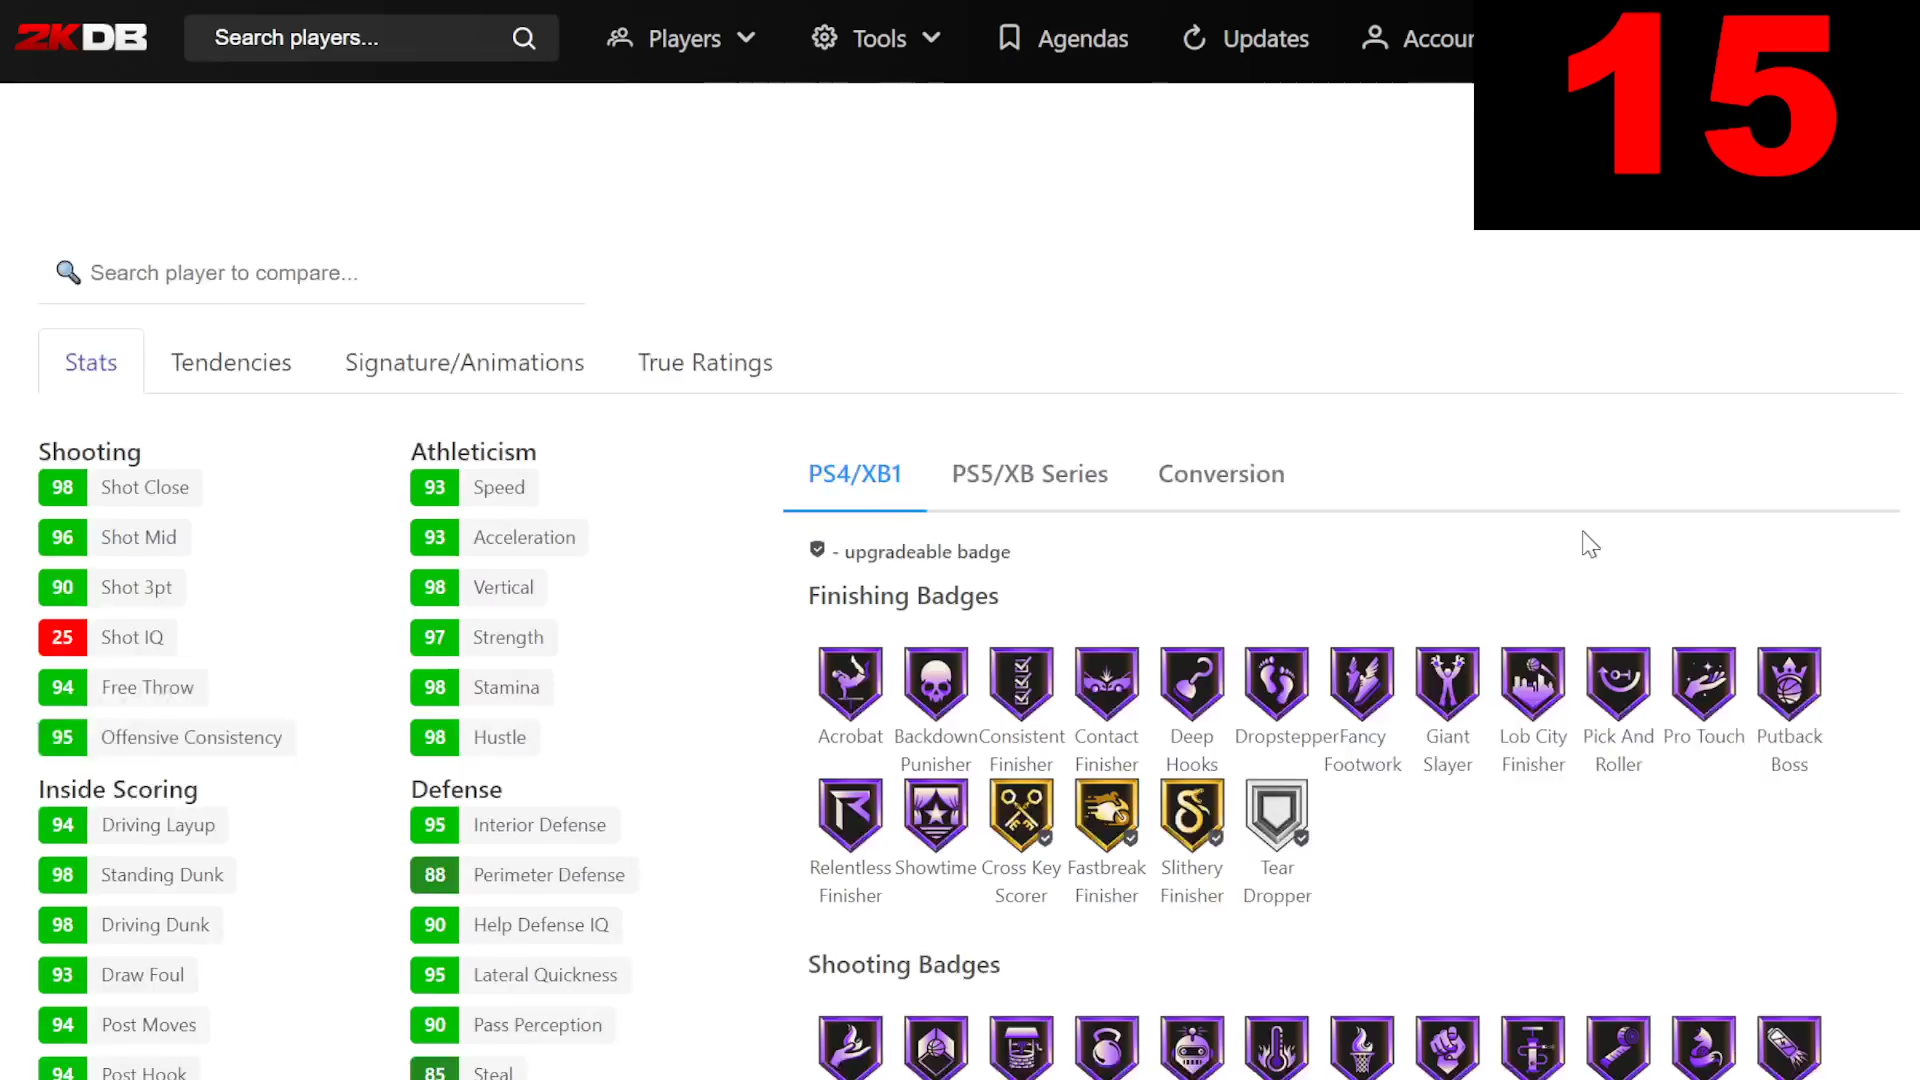 2KDB
Search players...
Players
Tools
Agendas
Updates
Accoun
15
Search player to compare...
Stats
Tendencies
Signature/Animations
True Ratings
Shooting
98 Shot Close
96 Shot Mid
90 Shot 3pt
25 Shot IQ
94 Free Throw
95 Offensive Consistency
Inside Scoring
94 Driving Layup
98 Standing Dunk
98 Driving Dunk
93 Draw Foul
94 Post Moves
94 Post Hook
Athleticism
93 Speed
93 Acceleration
98 Vertical
97 Strength
98 Stamina
98 Hustle
Defense
95 Interior Defense
88 Perimeter Defense
90 Help Defense IQ
95 Lateral Quickness
90 Pass Perception
85 Steal
PS4/XB1
PS5/XB Series
Conversion
- upgradeable badge
Finishing Badges
Acrobat
Backdown
Punisher
Consistent
Finisher
Contact
Finisher
Deep
Hooks
Dropstepper
Fancy
Footwork
Giant
Slayer
Lob City
Finisher
Pick And
Roller
Pro Touch
Putback
Boss
Relentless
Finisher
Showtime
Cross Key
Scorer
Fastbreak
Finisher
Slithery
Finisher
Tear
Dropper
Shooting Badges